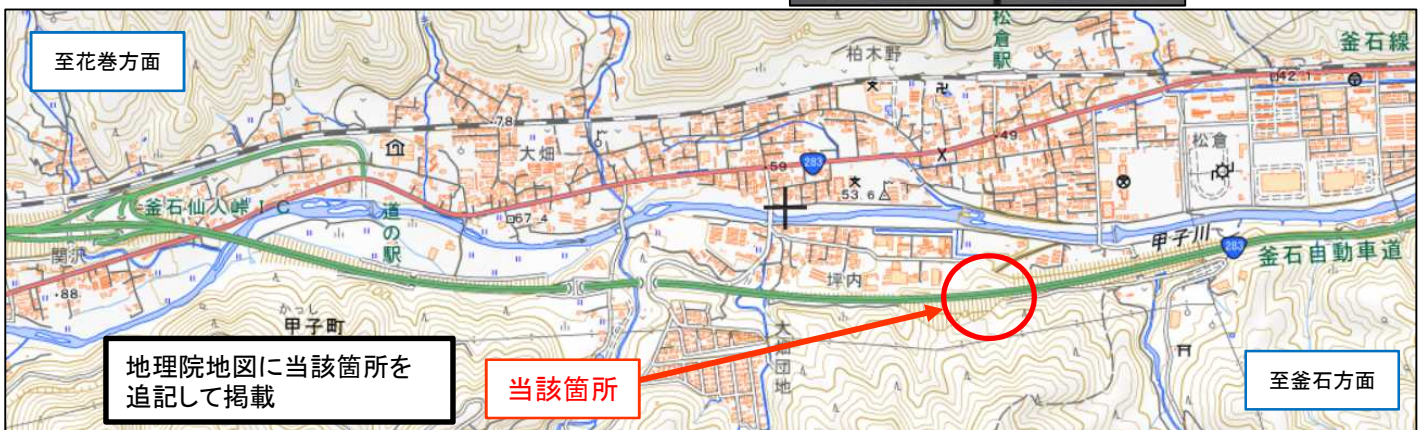 至花巻方面
柏木野
松倉駅
釜石線
42.1
78
大畑
49
松倉
59
283
53.6
釜石仙人峠IC
道の駅
67.4
甲子川
283
釜石自動車道
関沢
88
坪内
かっし
甲子町
大畑団地
地理院地図に当該箇所を
追記して掲載
当該箇所
至釜石方面